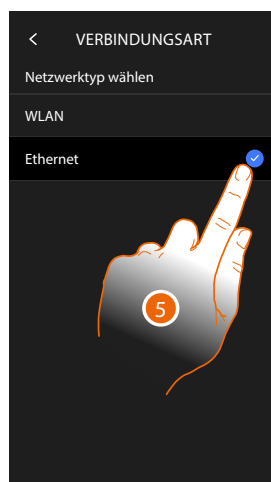 VERBINDUNGSART
Netzwerktyp wählen
WLAN
Ethernet
5